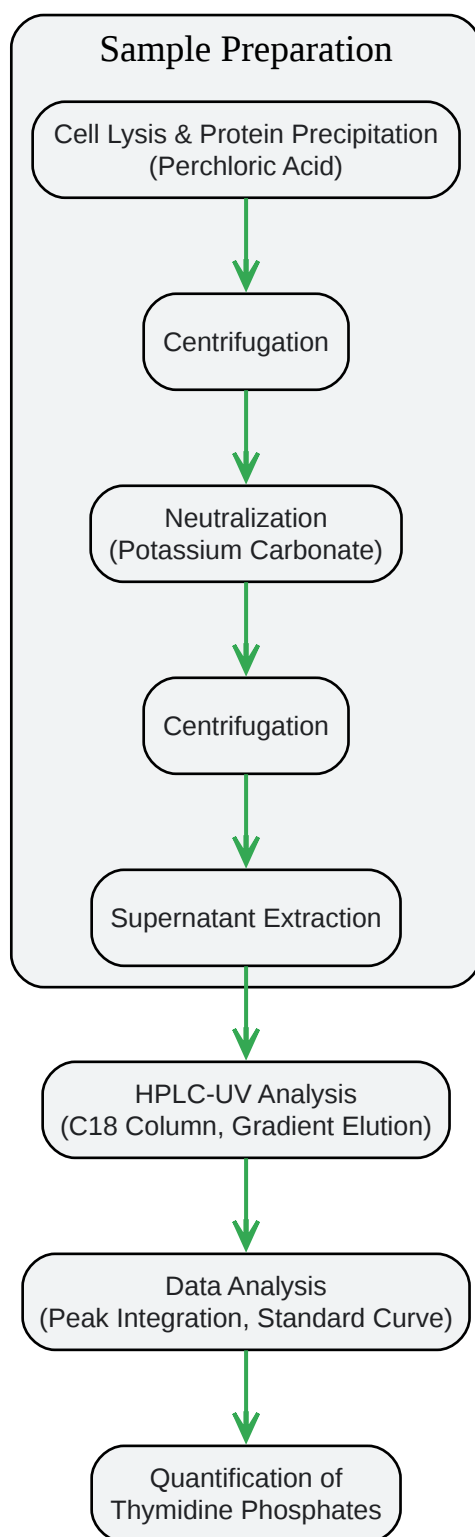 Sample Preparation
Cell Lysis & Protein Precipitation
(Perchloric Acid)
Centrifugation
Neutralization
(Potassium Carbonate)
Centrifugation
Supernatant Extraction
HPLC-UV Analysis
(C18 Column, Gradient Elution)
Data Analysis
(Peak Integration, Standard Curve)
Quantification of
Thymidine Phosphates